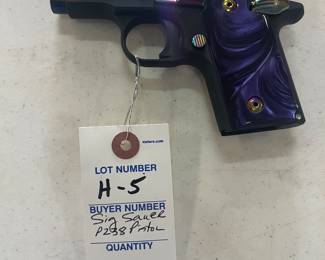 LOT NUMBER
H-5
BUYER NUMBER
Sig Sauer
P238 Pistol
QUANTITY